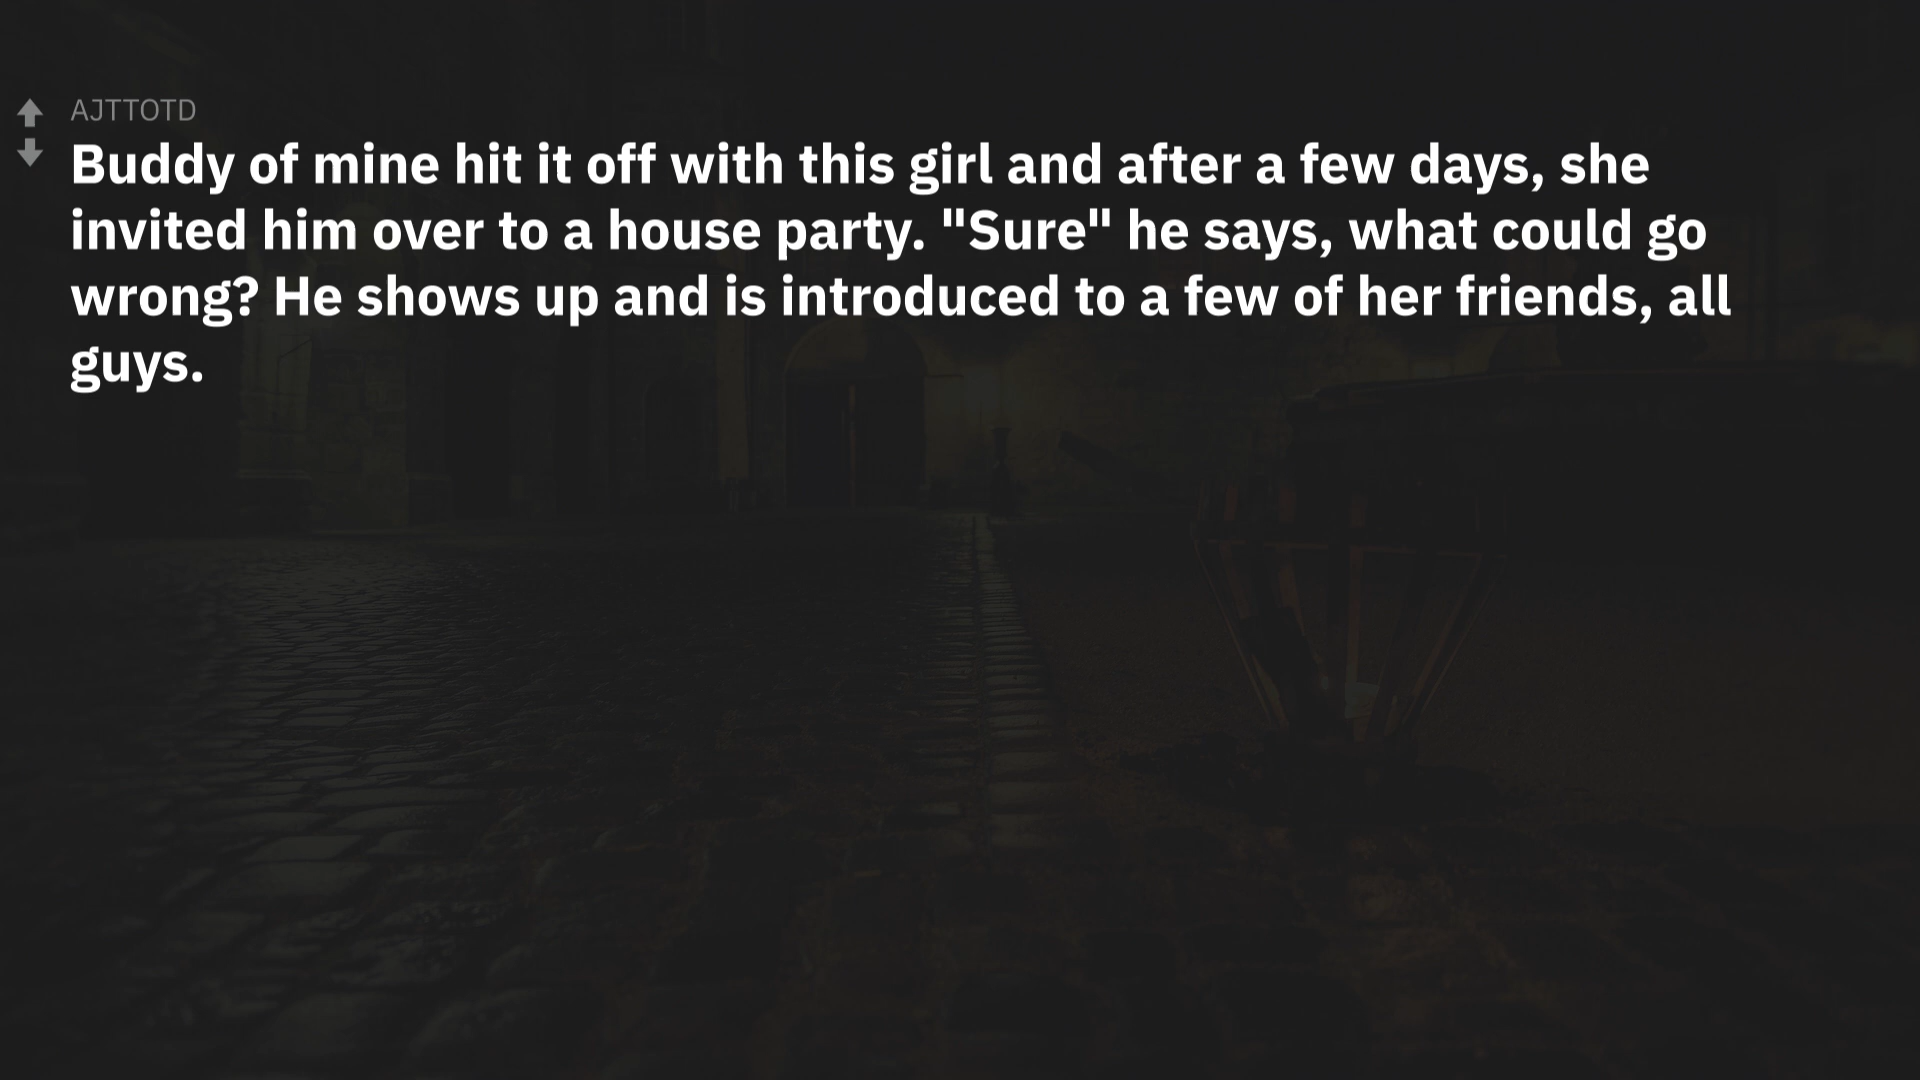 AJTTOTD
Buddy of mine hit it off with this girl and after a few days, she
invited him over to a house party. "Sure" he says, what could go
wrong? He shows up and is introduced to a few of her friends, all
guys.